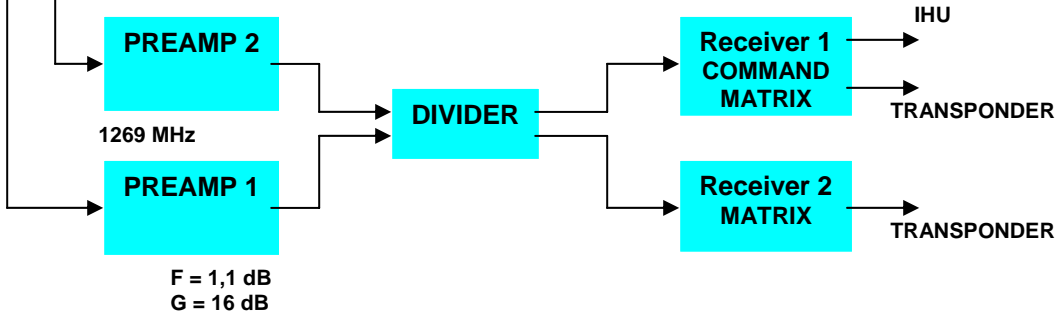 IHU
PREAMP 2
Receiver 1
COMMAND
MATRIX
TRANSPONDER
DIVIDER
1269 MHz
PREAMP 1
Receiver 2
MATRIX
TRANSPONDER
F = 1,1 dB
G = 16 dB